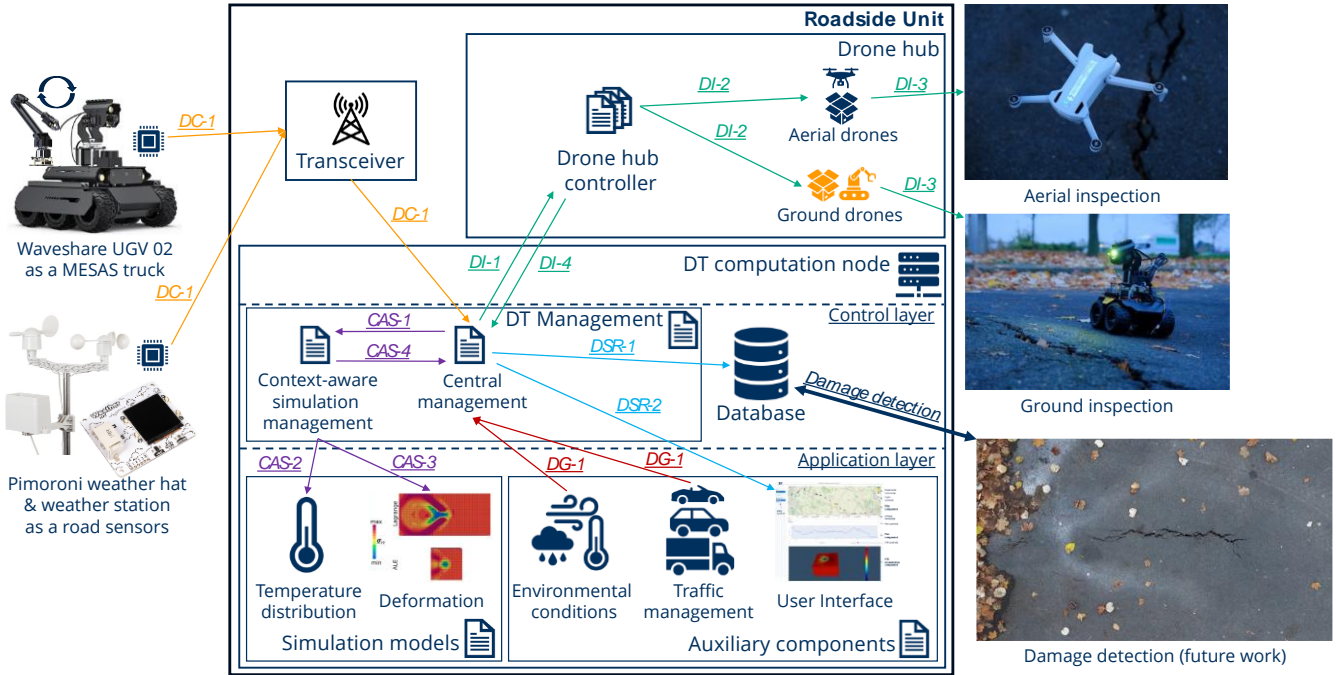 Roadside Unit
Drone hub
DI-2
DI-3
DC-1
DI-2
Aerial drones
Transceiver
Drone hub
controller
DI-3
Ground drones
Aerial inspection
Waveshare UGV 02
as a MESAS truck
DC-1
DI-1
DI-4
DT computation node
DC-1
CAS-1
DT Management
Control layer
CAS-4
DSR-1
Context-aware
simulation
management
Central
management
DSR-2
Database
Damage detection
Ground inspection
CAS-2
CAS-3
DG-1
DG-1
Application layer
Pimoroni weather hat
& weather station
as a road sensors
Lagrange
max
σ
min
ALE
Temperature
distribution
Deformation
Environmental
conditions
Traffic
management
User Interface
Simulation models
Auxiliary components
Damage detection (future work)